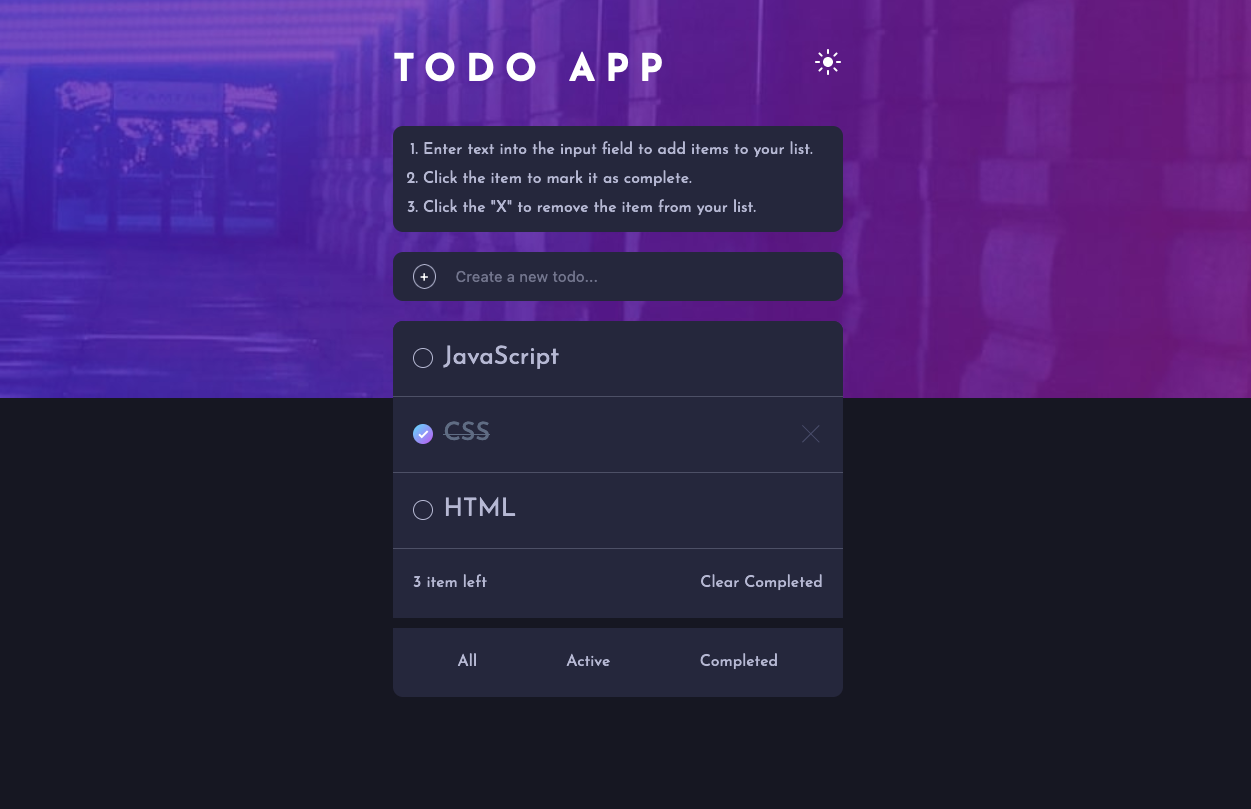 TODO APP
1. Enter text into the input field to add items to your list.
2. Click the item to mark it as complete.
3. Click the "X" to remove the item from your list.
Create a new todo...
JavaScript
CSS
HTML
3 item left Clear Completed
All Active Completed